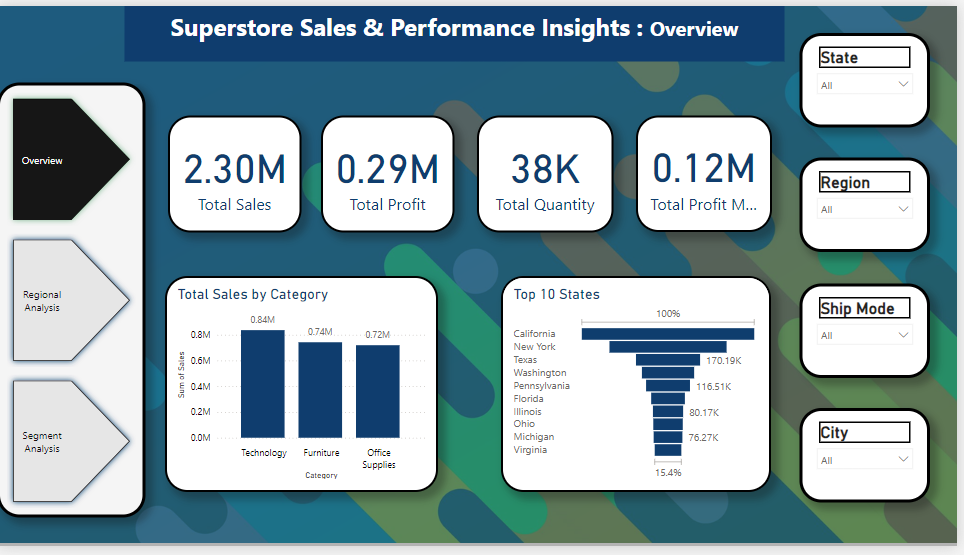 Superstore Sales & Performance Insights : Overview
Overview
Regional
Analysis
Segment
Analysis
2.30M
Total Sales
0.29M
Total Profit
38K
Total Quantity
0.12M
Total Profit M...
Total Sales by Category
Sum of Sales
0.8M
0.6M
0.4M
0.2M
0.0M
0.84M
0.74M
0.72M
Technology
Furniture
Office
Supplies
Category
Top 10 States
100%
California
New York
Texas
170.19K
Washington
Pennsylvania
116.51K
Florida
Illinois
80.17K
Ohio
Michigan
76.27K
Virginia
15.4%
State
All
Region
All
Ship Mode
All
City
All